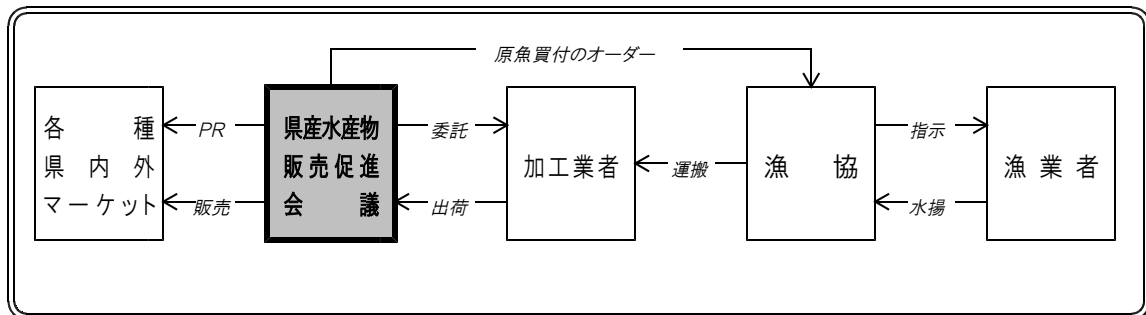 原魚買付のオーダー
各種
県内外
マーケット
PR
販売
県産水産物
販売促進
会議
委託
出荷
加工業者
運搬
漁協
指示
水揚
漁業者